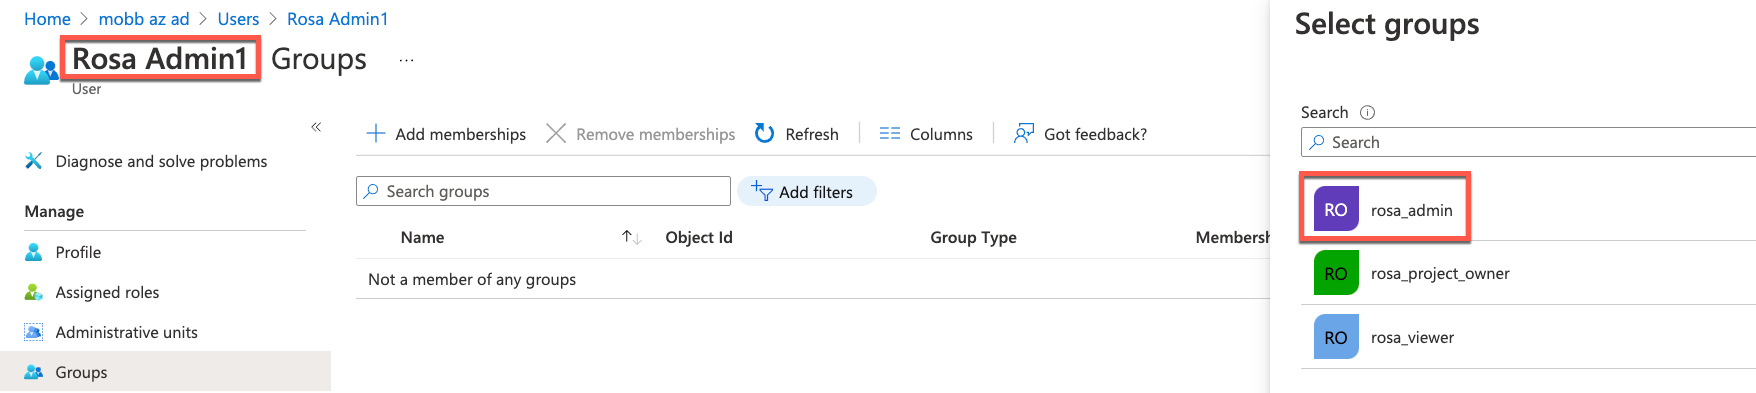 Home > mobb az ad > Users > Rosa Admin1
Rosa Admin1 Groups ...
User
«
Diagnose and solve problems
Manage
Profile
Assigned roles
Administrative units
Groups
Add memberships Remove memberships Refresh Columns Got feedback?
Search groups Add filters
Name ↑↓ Object Id Group Type Membersh
Not a member of any groups
Select groups
Search
Search
RO rosa_admin
RO rosa_project_owner
RO rosa_viewer